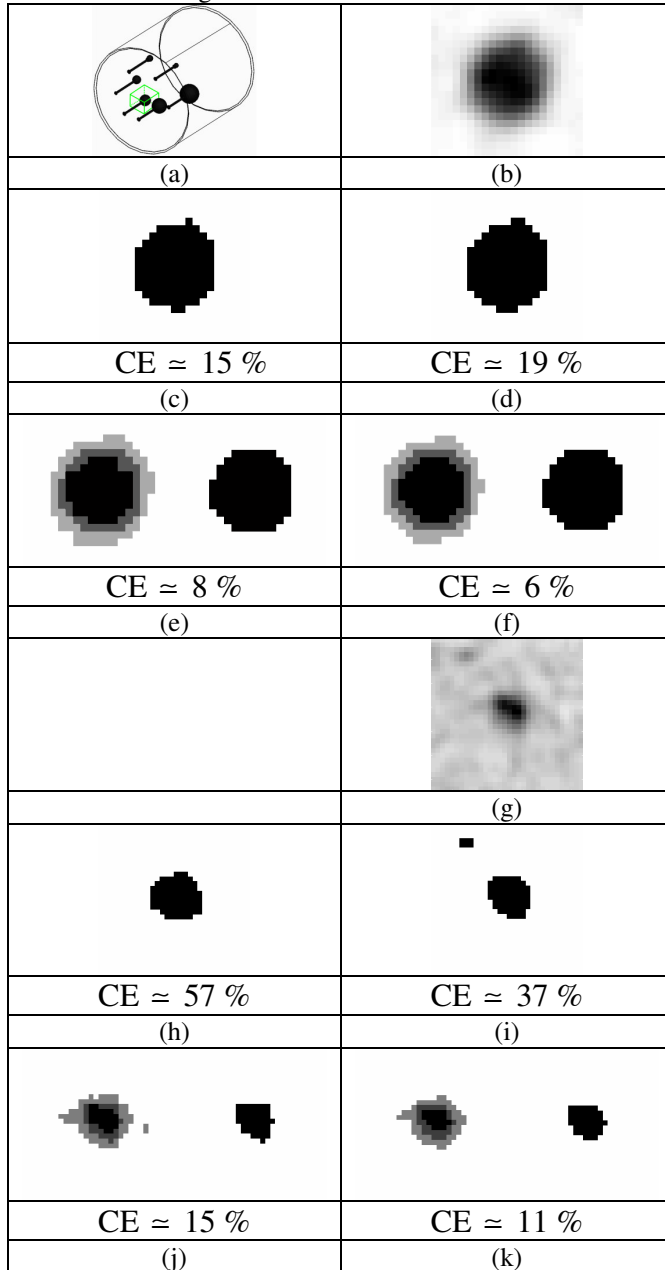 (a) (b)
CE ≃ 15 % CE ≃ 19 %
(c) (d)
CE ≃ 8 % CE ≃ 6 %
(e) (f)
(g)
CE ≃ 57 % CE ≃ 37 %
(h) (i)
CE ≃ 15 % CE ≃ 11 %
(j) (k)